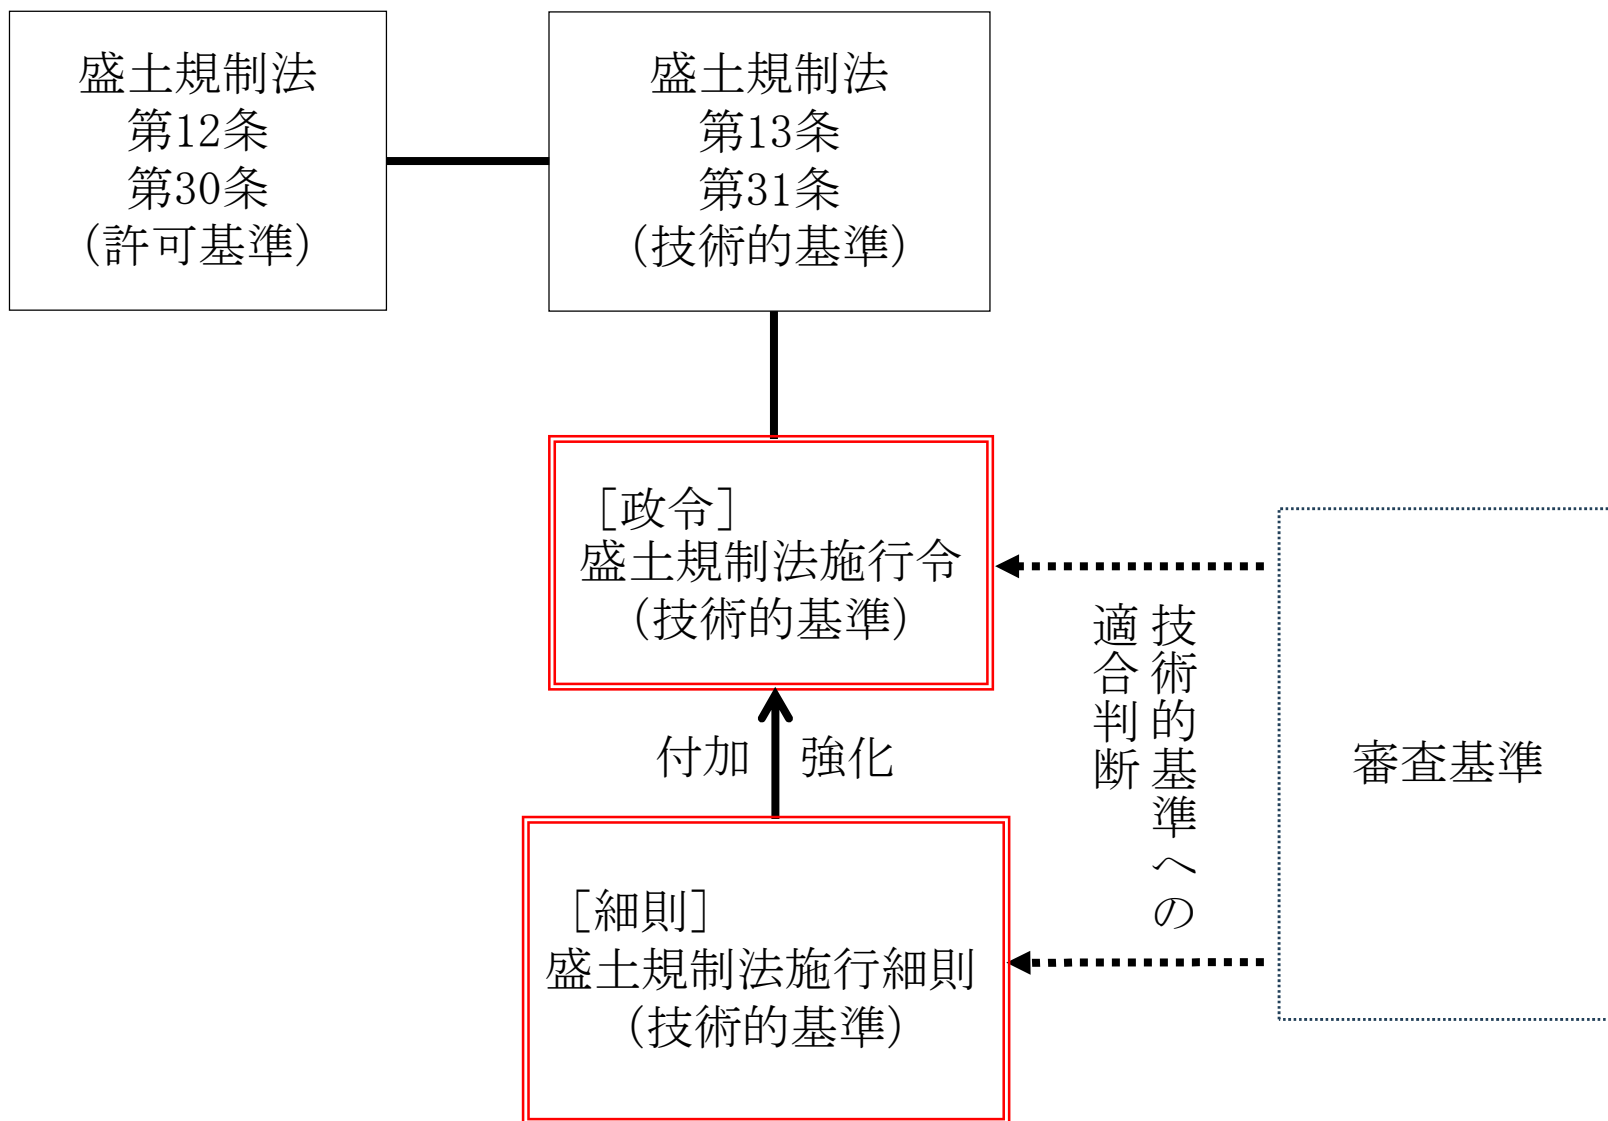 盛土規制法
第12条
第30条
(許可基準)
盛土規制法
第13条
第31条
(技術的基準)
[政令]
盛土規制法施行令
(技術的基準)
付加
強化
[細則]
盛土規制法施行細則
(技術的基準)
技術的基準への
適合判断
審査基準